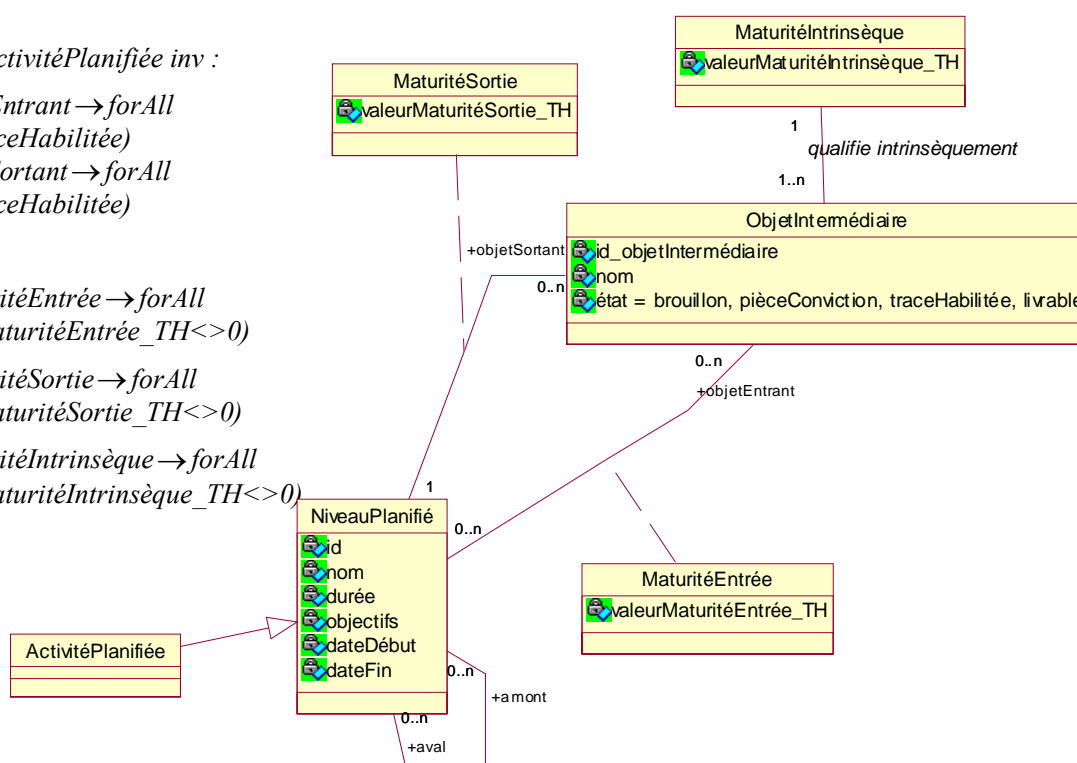 ctivitéPlanifiée inv :
Entrant→forAll
ceHabilitée)
ortant→forAll
ceHabilitée)
itéEntrée→forAll
aturitéEntrée_TH<>0)
itéSortie→forAll
aturitéSortie_TH<>0)
itéIntrinsèque→forAll
aturitéIntrinsèque_TH<>0)
MaturitéSortie
valeurMaturitéSortie_TH
MaturitéIntrinsèque
valeurMaturitéIntrinsèque_TH
1
qualifie intrinsèquement
1..n
ObjetIntermédiaire
id_objetIntermédiaire
nom
état = brouillon, pièceConviction, traceHabilitée, livrable
+objetSortant
0..n
0..n
+objetEntrant
1
0..n
NiveauPlanifié
id
nom
durée
objectifs
dateDébut
dateFin
MaturitéEntrée
valeurMaturitéEntrée_TH
ActivitéPlanifiée
0..n
+amont
0..n
+aval